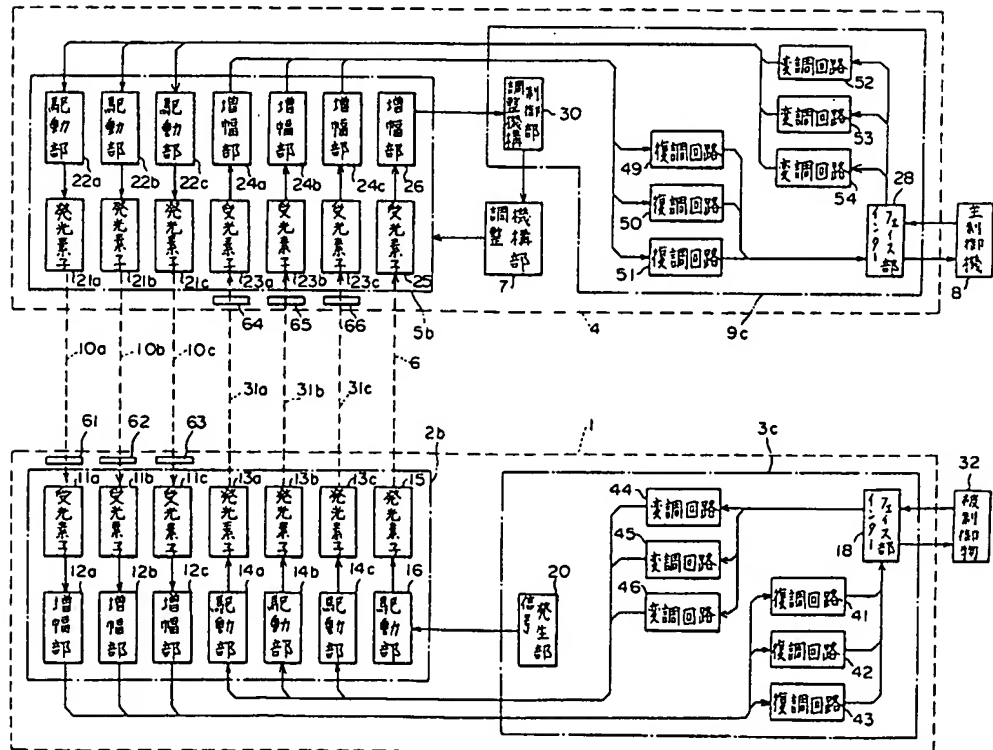 変調回路
52
変調回路
53
変調回路
54
駆動部
駆動部
駆動部
増幅部
増幅部
増幅部
増幅部
22a
22b
22c
24a
24b
24c
26
調整機構
制御部
30
復調回路
49
復調回路
50
復調回路
51
28
インターフェイス部
主制御機
8
発光素子
発光素子
発光素子
受光素子
受光素子
受光素子
受光素子
21a
21b
21c
23a
23b
23c
25
調整
機構部
7
64
65
66
5b
4
9c
10a
10b
10c
31a
31b
31c
6
61
62
63
1
2b
3c
受光素子
受光素子
受光素子
発光素子
発光素子
発光素子
発光素子
11a
11b
11c
13a
13b
13c
15
44
変調回路
45
変調回路
46
変調回路
インターフェイス部
18
32
被制御物
増幅部
増幅部
増幅部
駆動部
駆動部
駆動部
駆動部
12a
12b
12c
14a
14b
14c
16
20
信号
発生部
復調回路
41
復調回路
42
復調回路
43